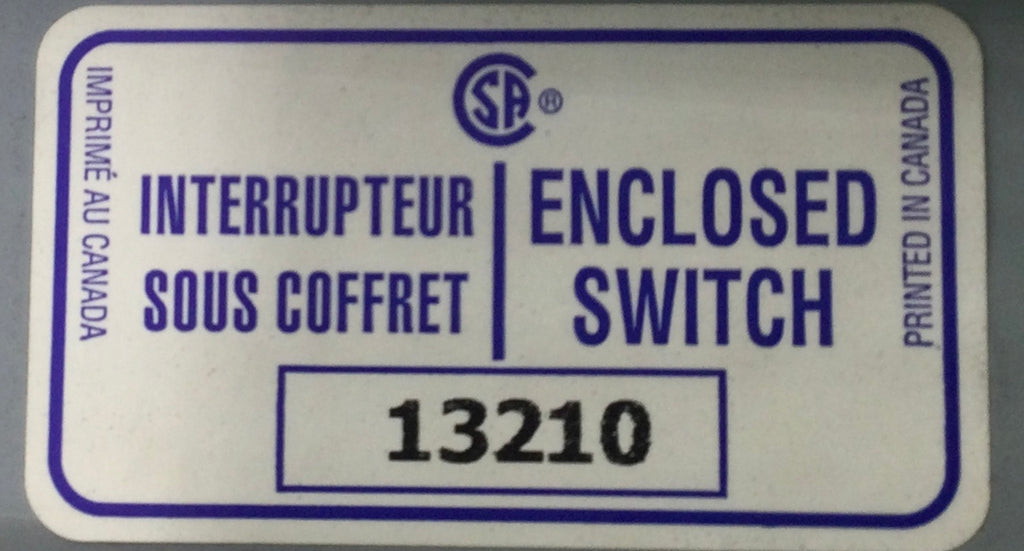 IMPRIMÉ AU CANADA
CSA®
INTERRUPTEUR
SOUS COFFRET
ENCLOSED
SWITCH
PRINTED IN CANADA
13210